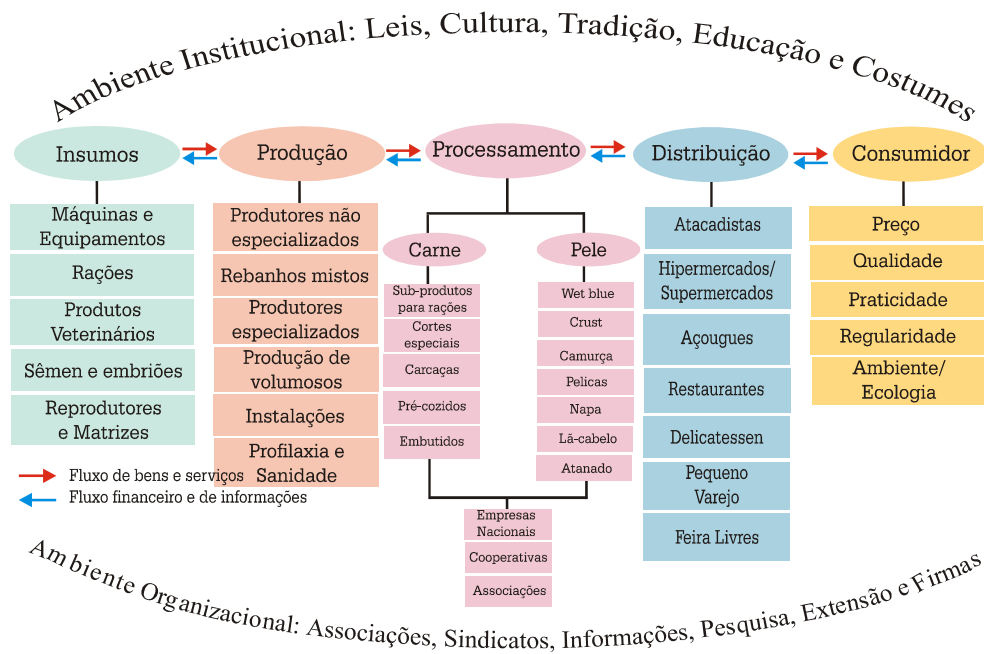 Ambiente Institucional: Leis, Cultura, Tradição, Educação e Costumes
Insumos
Máquinas e
Equipamentos
Rações
Produtos
Veterinários
Sêmen e embriões
Reprodutores
e Matrizes
Produção
Produtores não
especializados
Rebanhos mistos
Produtores
especializados
Produção de
volumosos
Instalações
Profilaxia e
Sanidade
Processamento
Carne
Sub-produtos
para rações
Cortes
especiais
Carcaças
Pré-cozidos
Embutidos
Pele
Wet blue
Crust
Camurça
Pelicas
Napa
Lã-cabelo
Atanado
Empresas
Nacionais
Cooperativas
Associações
Distribuição
Atacadistas
Hipermercados/
Supermercados
Açougues
Restaurantes
Delicatessen
Pequeno
Varejo
Feira Livres
Consumidor
Preço
Qualidade
Praticidade
Regularidade
Ambiente/
Ecologia
Fluxo de bens e serviços
Fluxo financeiro e de informações
Ambiente Organizacional: Associações, Sindicatos, Informações, Pesquisa, Extensão e Firmas